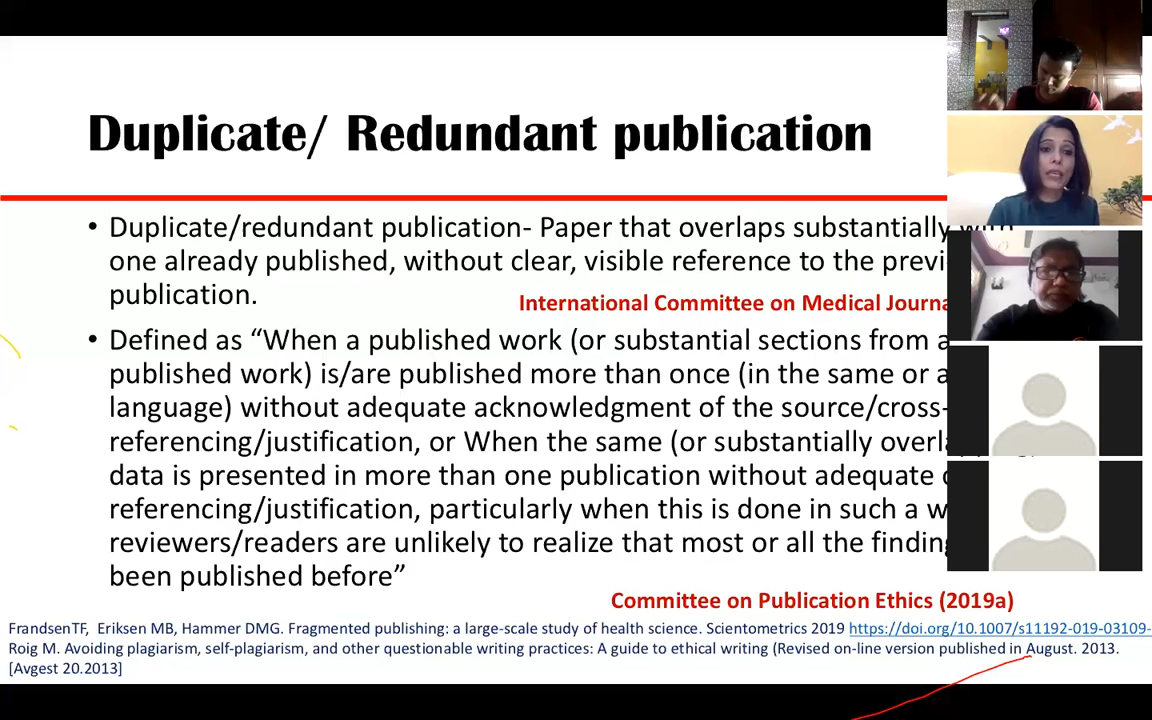 Duplicate/ Redundant publication
• Duplicate/redundant publication- Paper that overlaps substantially with
one already published, without clear, visible reference to the previ
publication.
International Committee on Medical Journa
• Defined as “When a published work (or substantial sections from a
published work) is/are published more than once (in the same or a
language) without adequate acknowledgment of the source/cross-
referencing/justification, or When the same (or substantially overla
data is presented in more than one publication without adequate
referencing/justification, particularly when this is done in such a w
reviewers/readers are unlikely to realize that most or all the finding
been published before”
Committee on Publication Ethics (2019a)
FrandsenTF, Eriksen MB, Hammer DMG. Fragmented publishing: a large-scale study of health science. Scientometrics 2019 https://doi.org/10.1007/s11192-019-03109-
Roig M. Avoiding plagiarism, self-plagiarism, and other questionable writing practices: A guide to ethical writing (Revised on-line version published in August. 2013.
[Avgest 20.2013]